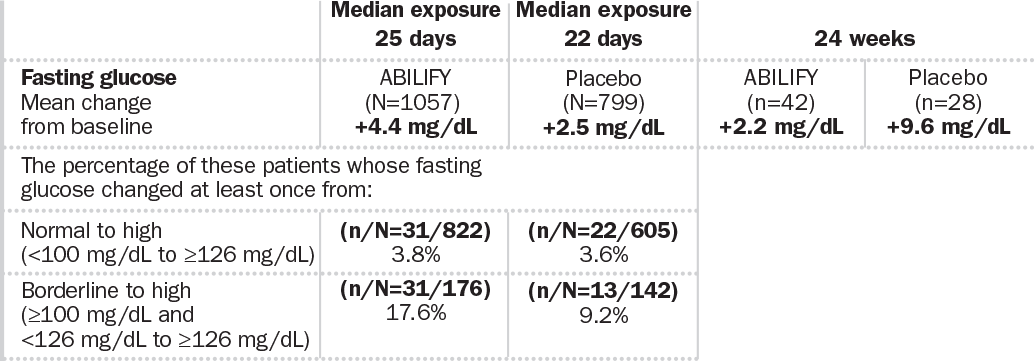 Median exposure Median exposure
25 days 22 days 24 weeks
Fasting glucose ABILIFY Placebo ABILIFY Placebo
Mean change (N=1057) (N=799) (n=42) (n=28)
from baseline +4.4 mg/dL +2.5 mg/dL +2.2 mg/dL +9.6 mg/dL
The percentage of these patients whose fasting
glucose changed at least once from:
Normal to high (n/N=31/822) (n/N=22/605)
(<100 mg/dL to ≥126 mg/dL) 3.8% 3.6%
Borderline to high (n/N=31/176) (n/N=13/142)
(≥100 mg/dL and 17.6% 9.2%
<126 mg/dL to ≥126 mg/dL)